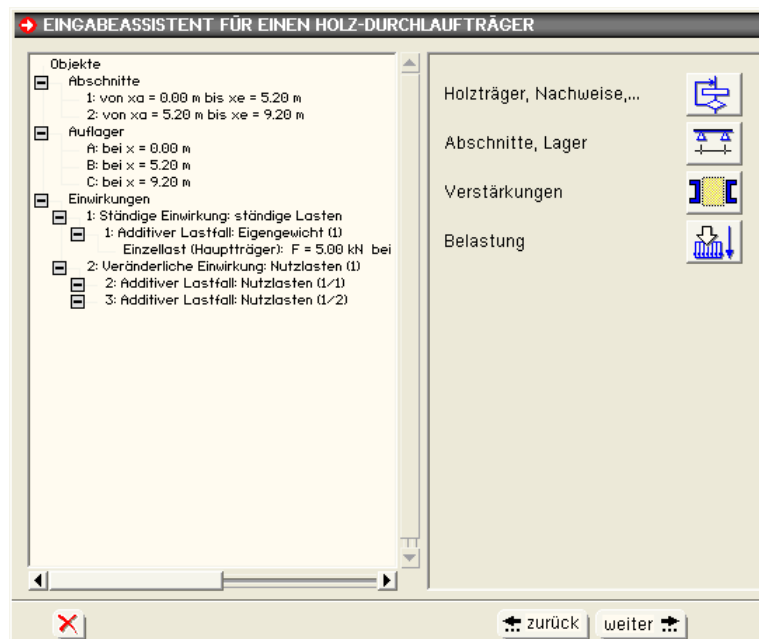 EINGABEASSISTENT FÜR EINEN HOLZ-DURCHLAUFTRÄGER
Objekte
Abschnitte
1: von xa = 0.00 m bis xe = 5.20 m
2: von xa = 5.20 m bis xe = 9.20 m
Auflager
A: bei x = 0.00 m
B: bei x = 5.20 m
C: bei x = 9.20 m
Einwirkungen
1: Ständige Einwirkung: ständige Lasten
1: Additiver Lastfall: Eigengewicht (1)
Einzellast (Hauptträger): F = 5.00 kN bei
2: Veränderliche Einwirkung: Nutzlasten (1)
2: Additiver Lastfall: Nutzlasten (1/1)
3: Additiver Lastfall: Nutzlasten (1/2)
Holzträger, Nachweise,...
Abschnitte, Lager
Verstärkungen
Belastung
zurück
weiter